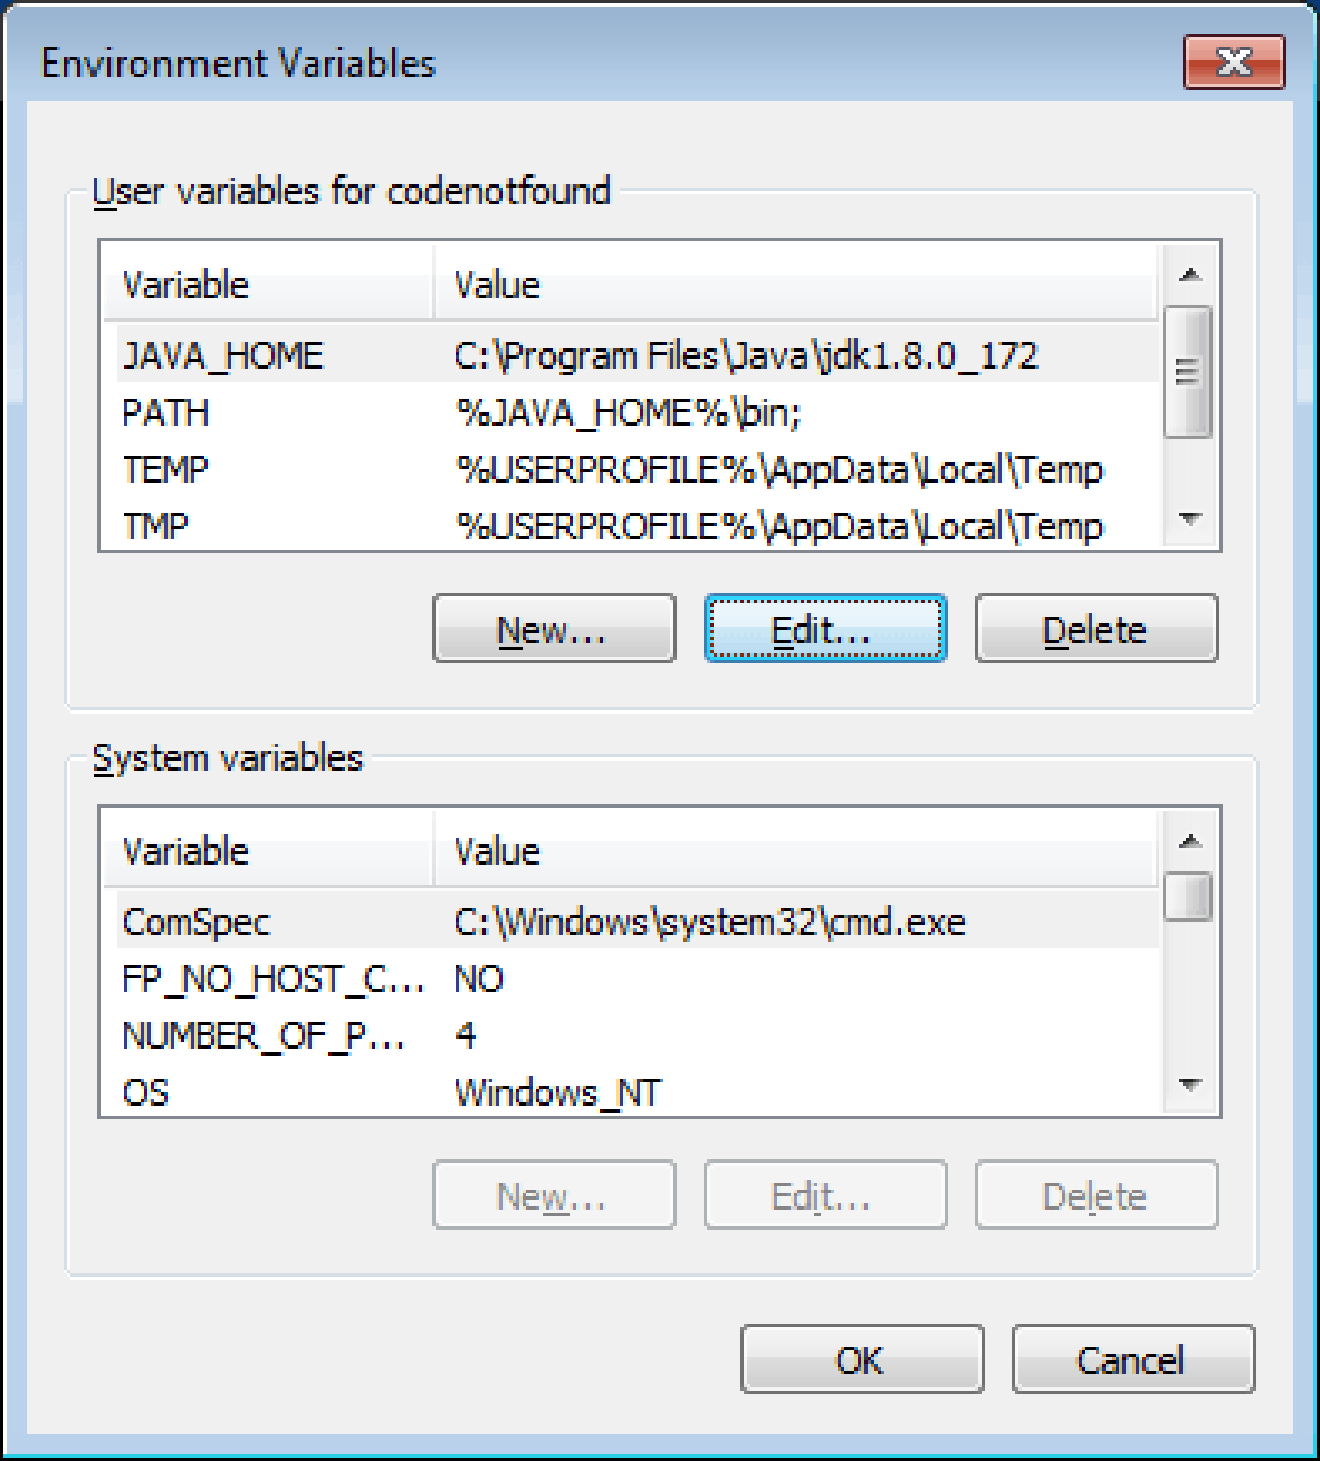 Environment Variables
User variables for codenotfound
Variable Value
JAVA_HOME C:\Program Files\Java\jdk1.8.0_172
PATH %JAVA_HOME%\bin;
TEMP %USERPROFILE%\AppData\Local\Temp
TMP %USERPROFILE%\AppData\Local\Temp
New... Edit... Delete
System variables
Variable Value
ComSpec C:\Windows\system32\cmd.exe
FP_NO_HOST_C... NO
NUMBER_OF_P... 4
OS Windows_NT
New... Edit... Delete
OK Cancel